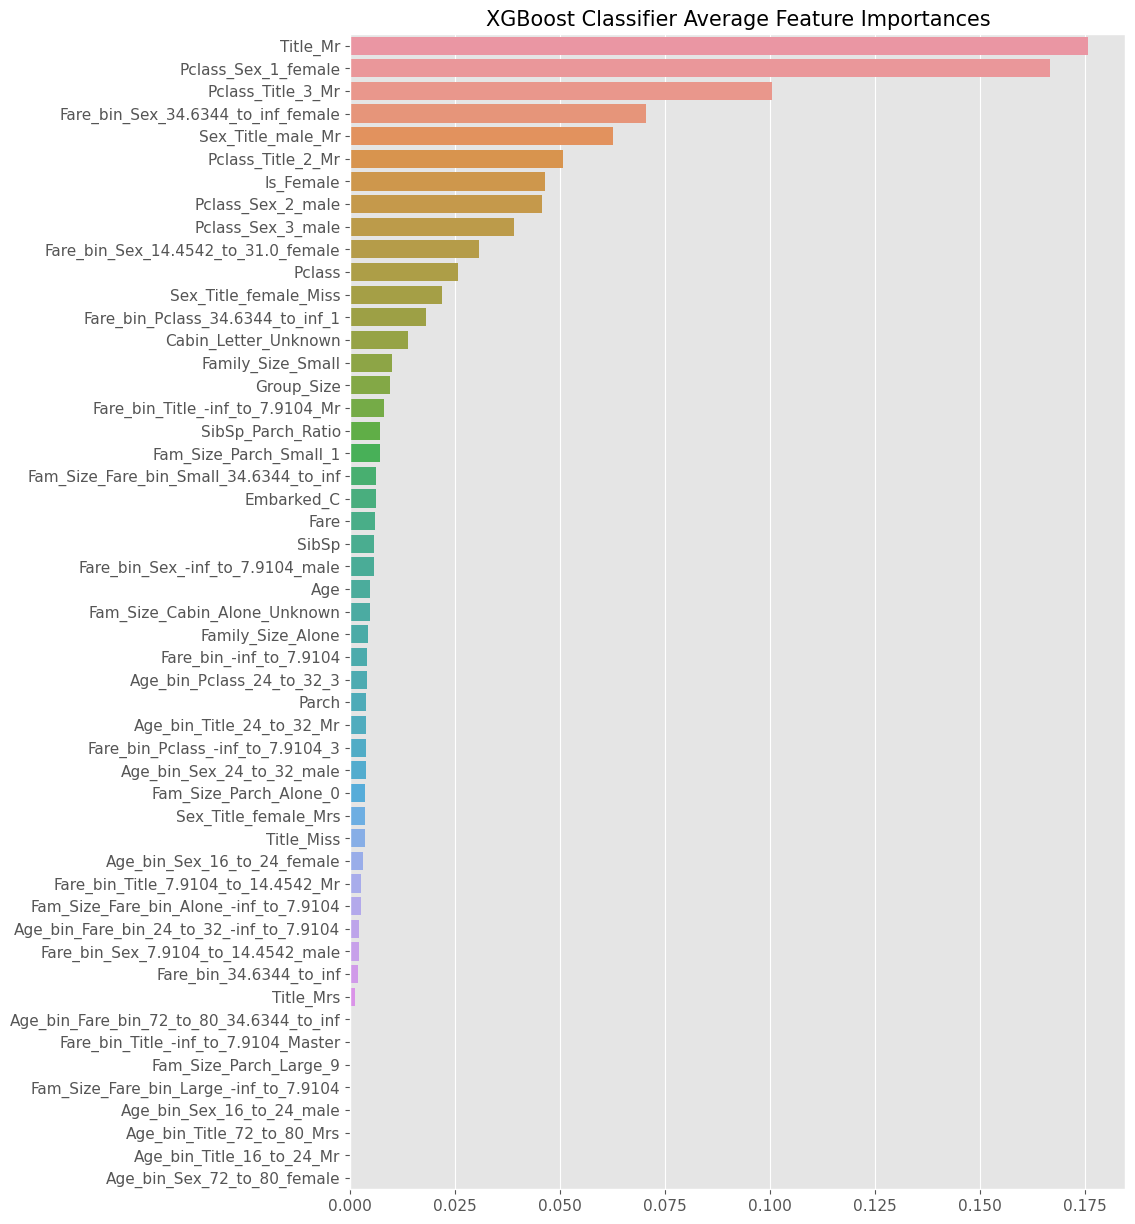 XGBoost Classifier Average Feature Importances
Title_Mr
Pclass_Sex_1_female
Pclass_Title_3_Mr
Fare_bin_Sex_34.6344_to_inf_female
Sex_Title_male_Mr
Pclass_Title_2_Mr
Is_Female
Pclass_Sex_2_male
Pclass_Sex_3_male
Fare_bin_Sex_14.4542_to_31.0_female
Pclass
Sex_Title_female_Miss
Fare_bin_Pclass_34.6344_to_inf_1
Cabin_Letter_Unknown
Family_Size_Small
Group_Size
Fare_bin_Title_-inf_to_7.9104_Mr
SibSp_Parch_Ratio
Fam_Size_Parch_Small_1
Fam_Size_Fare_bin_Small_34.6344_to_inf
Embarked_C
Fare
SibSp
Fare_bin_Sex_-inf_to_7.9104_male
Age
Fam_Size_Cabin_Alone_Unknown
Family_Size_Alone
Fare_bin_-inf_to_7.9104
Age_bin_Pclass_24_to_32_3
Parch
Age_bin_Title_24_to_32_Mr
Fare_bin_Pclass_-inf_to_7.9104_3
Age_bin_Sex_24_to_32_male
Fam_Size_Parch_Alone_0
Sex_Title_female_Mrs
Title_Miss
Age_bin_Sex_16_to_24_female
Fare_bin_Title_7.9104_to_14.4542_Mr
Fam_Size_Fare_bin_Alone_-inf_to_7.9104
Age_bin_Fare_bin_24_to_32_-inf_to_7.9104
Fare_bin_Sex_7.9104_to_14.4542_male
Fare_bin_34.6344_to_inf
Title_Mrs
Age_bin_Fare_bin_72_to_80_34.6344_to_inf
Fare_bin_Title_-inf_to_7.9104_Master
Fam_Size_Parch_Large_9
Fam_Size_Fare_bin_Large_-inf_to_7.9104
Age_bin_Sex_16_to_24_male
Age_bin_Title_72_to_80_Mrs
Age_bin_Title_16_to_24_Mr
Age_bin_Sex_72_to_80_female
0.000 0.025 0.050 0.075 0.100 0.125 0.150 0.175